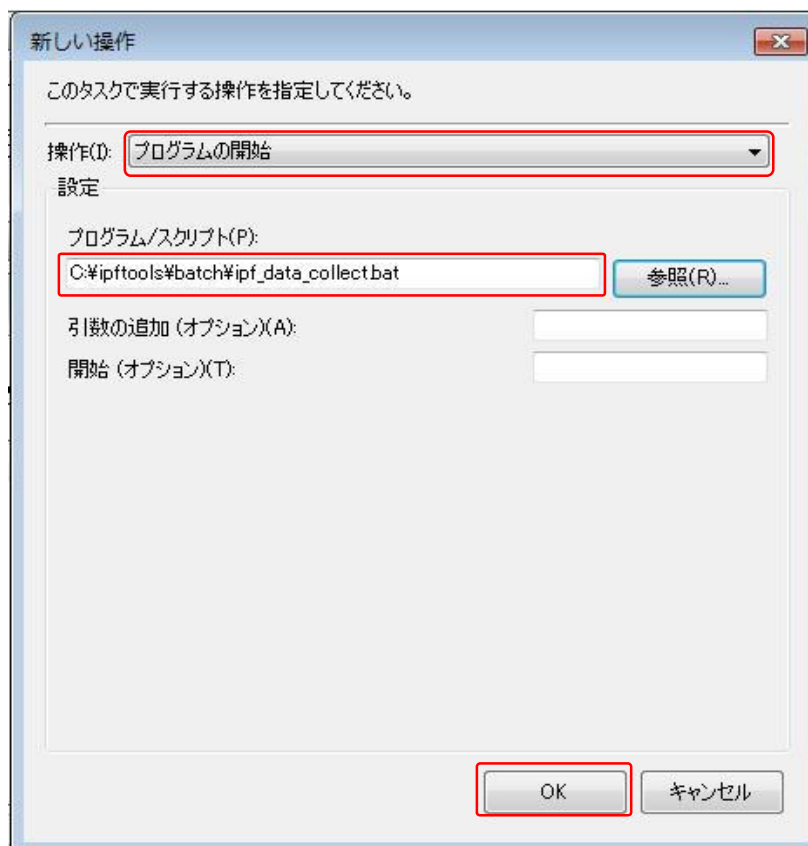 新しい操作
このタスクで実行する操作を指定してください。
操作(I): プログラムの開始
設定
プログラム/スクリプト(P):
C:¥ipftools¥batch¥ipf_data_collect.bat 参照(R)...
引数の追加 (オプション)(A):
開始 (オプション)(T):
OK キャンセル